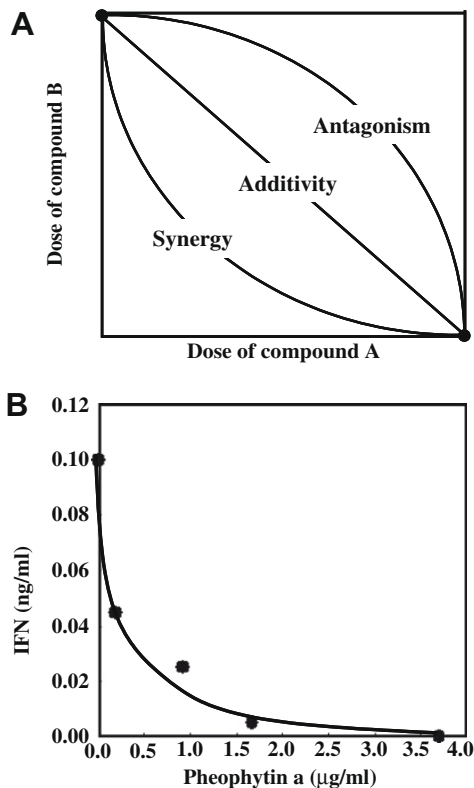 A
Dose of compound B
Antagonism
Additivity
Synergy
Dose of compound A
B
IFN (ng/ml)
0.12
0.10
0.08
0.06
0.04
0.02
0.00
0.0 0.5 1.0 1.5 2.0 2.5 3.0 3.5 4.0
Pheophytin a (μg/ml)